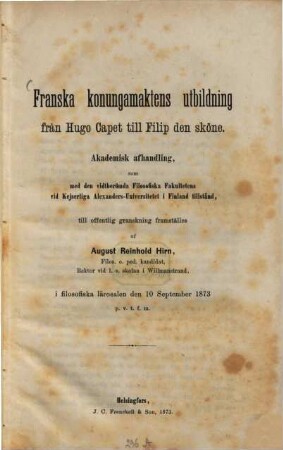 Franska konungamaktens utbildning
från Hugo Capet till Filip den sköne.
Akademisk afhandling,
som
med den vidtberömda Filosofiska Fakultetens
vid Kejserliga Alexanders-Universitetet i Finland tillstånd,
till offentlig granskning framställes
af
August Reinhold Hirn,
Filos. o. ped. kandidat,
Rektor vid h. e. skolan i Willmanstrand,
i filosofiska lärosalen den 10 September 1873
p. v. t. f. m.
Helsingfors,
J. C. Frenckell & Son, 1873.